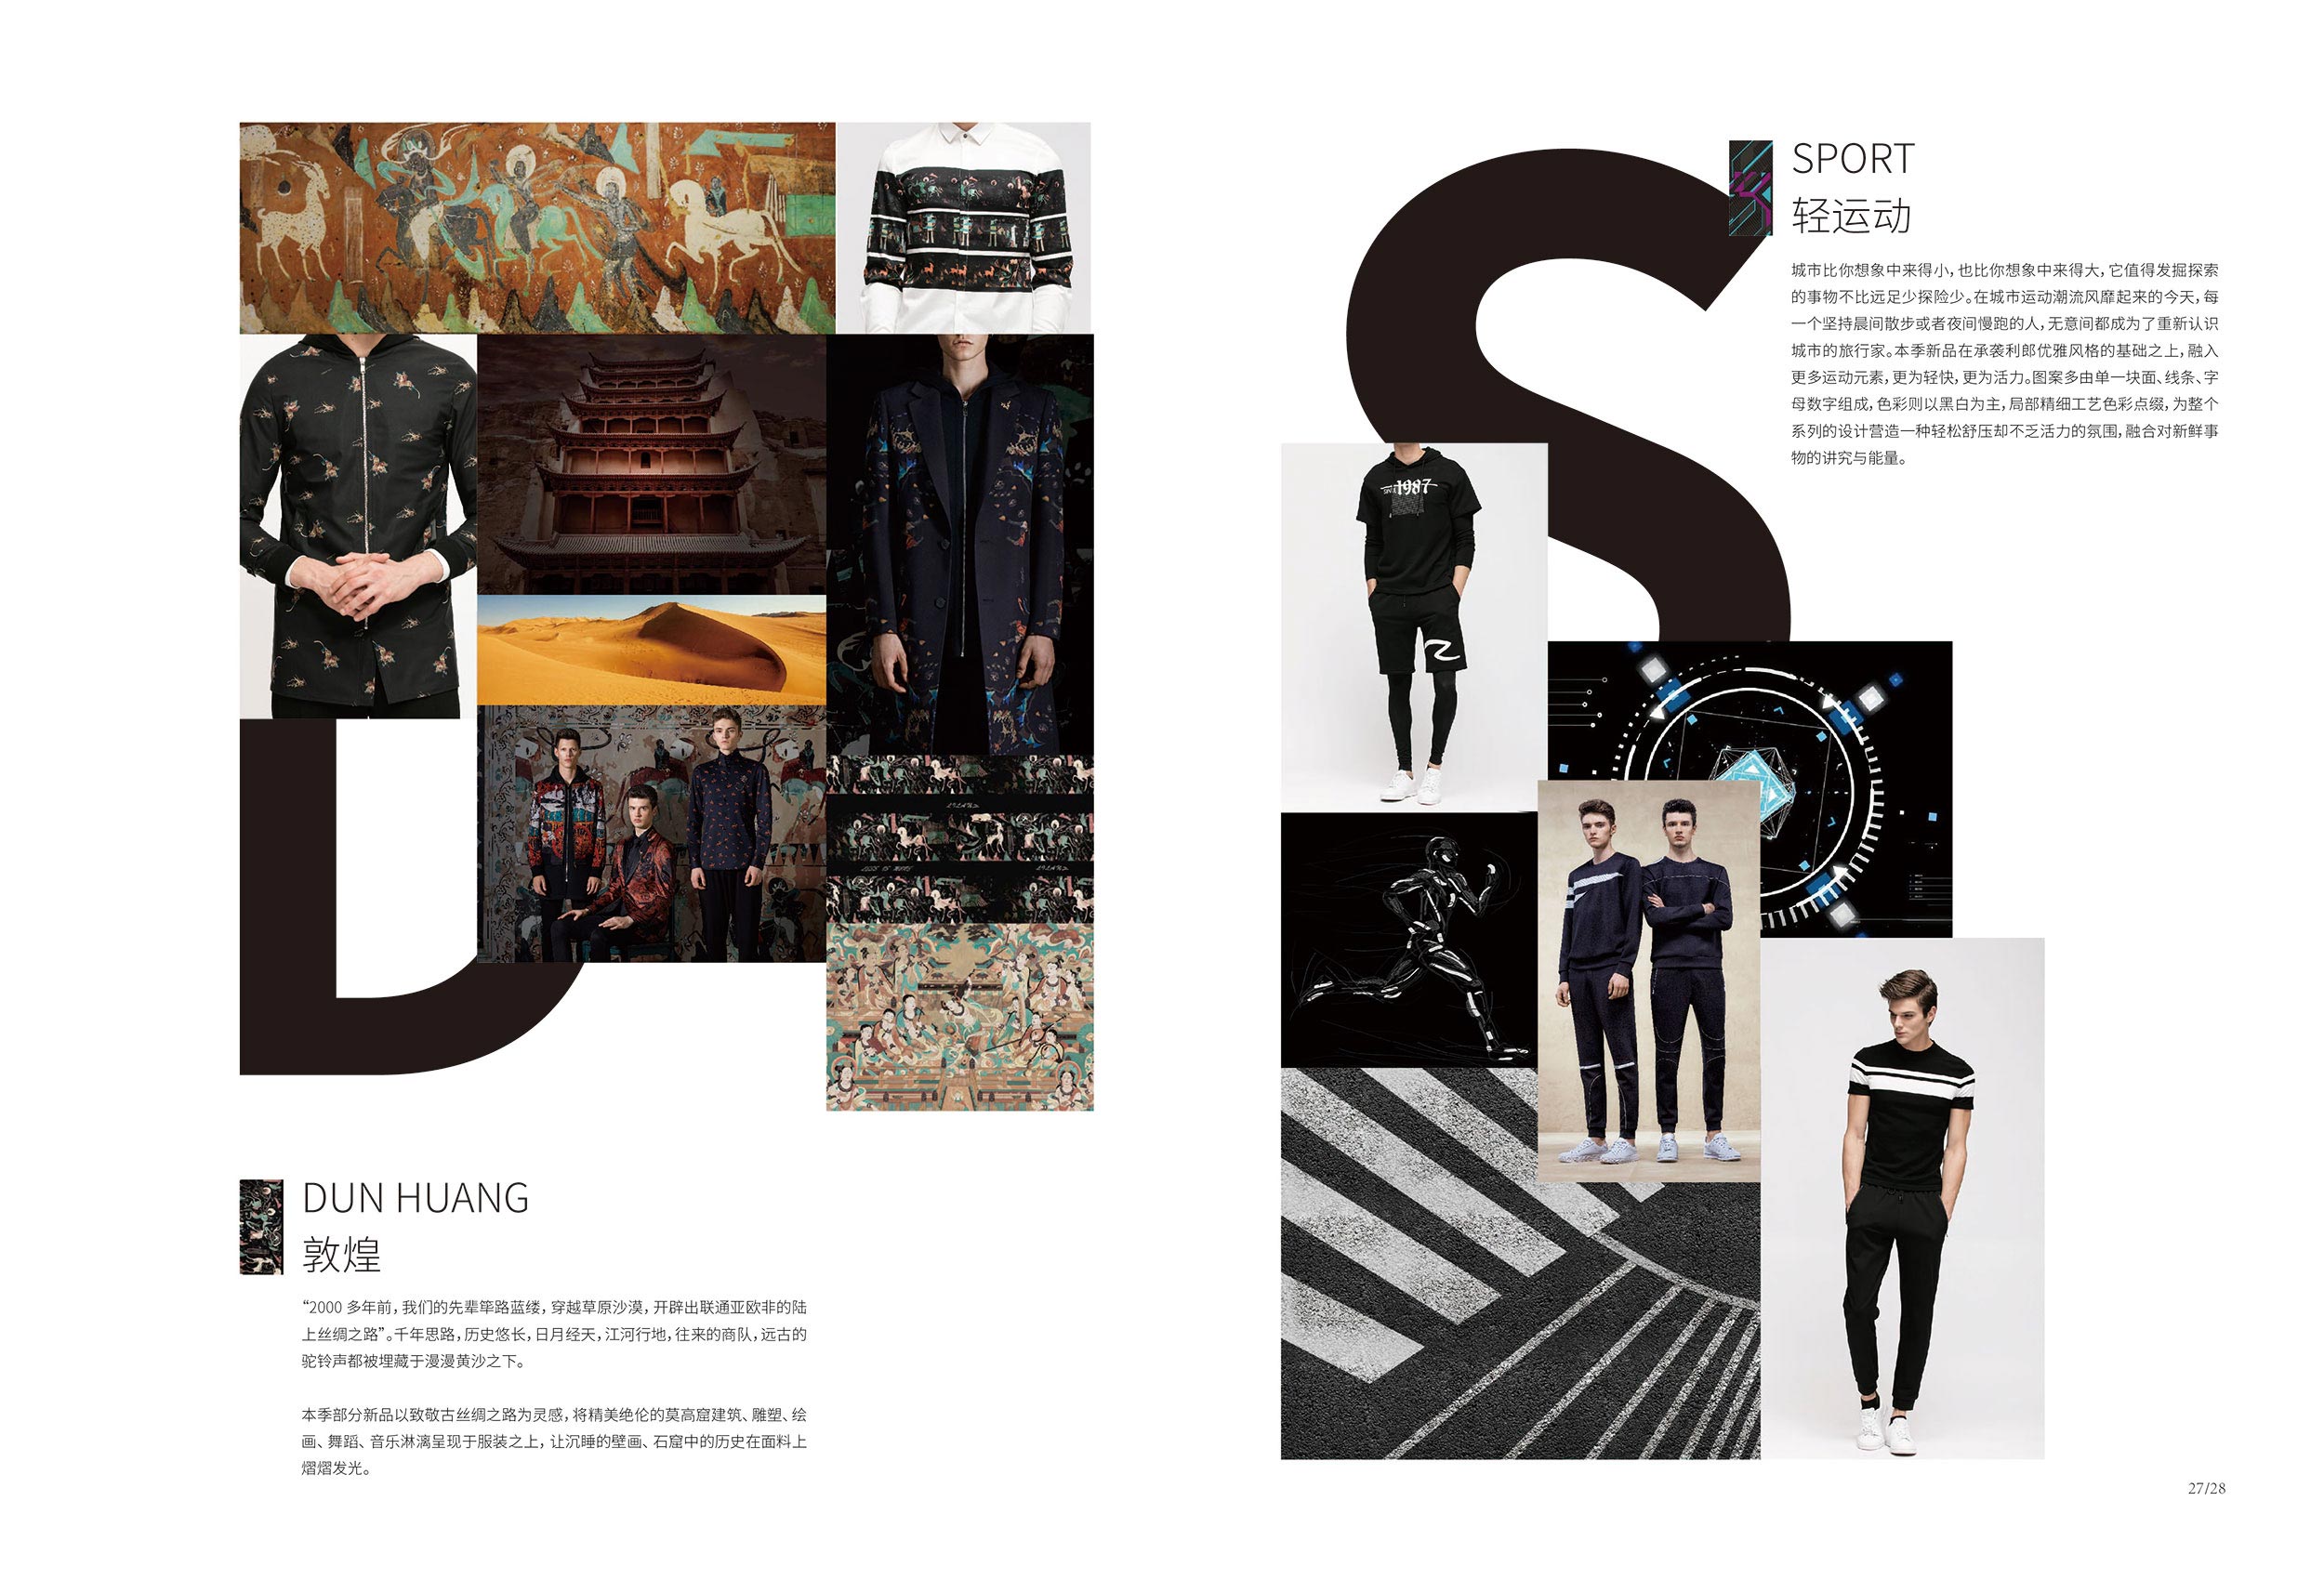 DUN HUANG
敦煌
“2000 多年前，我们的先辈筚路蓝缕，穿越草原沙漠，开辟出联通亚欧非的陆
上丝绸之路”。千年思路，历史悠长，日月经天，江河行地，往来的商队，远古的
驼铃声都被埋藏于漫漫黄沙之下。
本季部分新品以致敬古丝绸之路为灵感，将精美绝伦的莫高窟建筑、雕塑、绘
画、舞蹈、音乐淋漓呈现于服装之上，让沉睡的壁画、石窟中的历史在面料上
熠熠发光。
D
S
SPORT
轻运动
城市比你想象中来得小，也比你想象中来得大，它值得发掘探索
的事物不比远足少探险少。在城市运动潮流风靡起来的今天，每
一个坚持晨间散步或者夜间慢跑的人，无意间都成为了重新认识
城市的旅行家。本季新品在承袭利郎优雅风格的基础之上，融入
更多运动元素，更为轻快，更为活力。图案多由单一块面、线条、字
母数字组成，色彩则以黑白为主，局部精细工艺色彩点缀，为整个
系列的设计营造一种轻松舒压却不乏活力的氛围，融合对新鲜事
物的讲究与能量。
1987
27/28